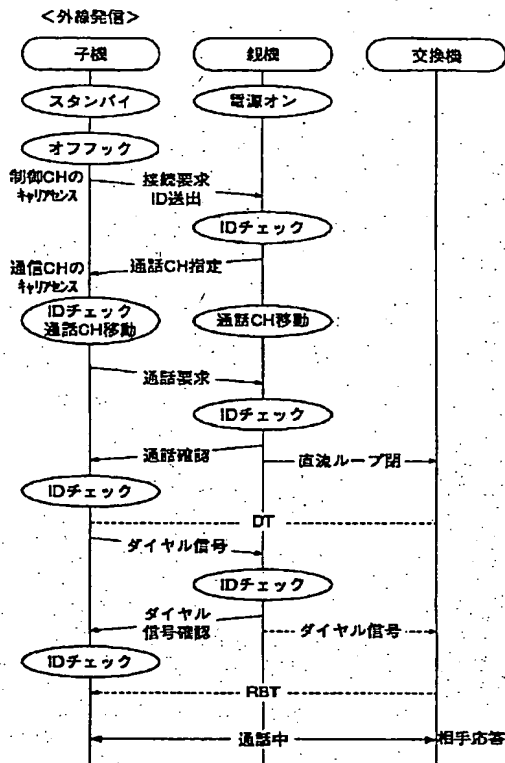 ＜外線発信＞
子機
親機
交換機
スタンバイ
電源オン
オフフック
制御CHの
ｷｬﾘｱｾﾝｽ
接続要求
ID送出
IDチェック
通話CH指定
通信CHの
ｷｬﾘｱｾﾝｽ
IDチェック
通話CH移動
通話CH移動
通話要求
IDチェック
通話確認
直流ループ閉
IDチェック
DT
ダイヤル信号
IDチェック
ダイヤル
信号確認
ダイヤル信号
IDチェック
RBT
通話中
相手応答